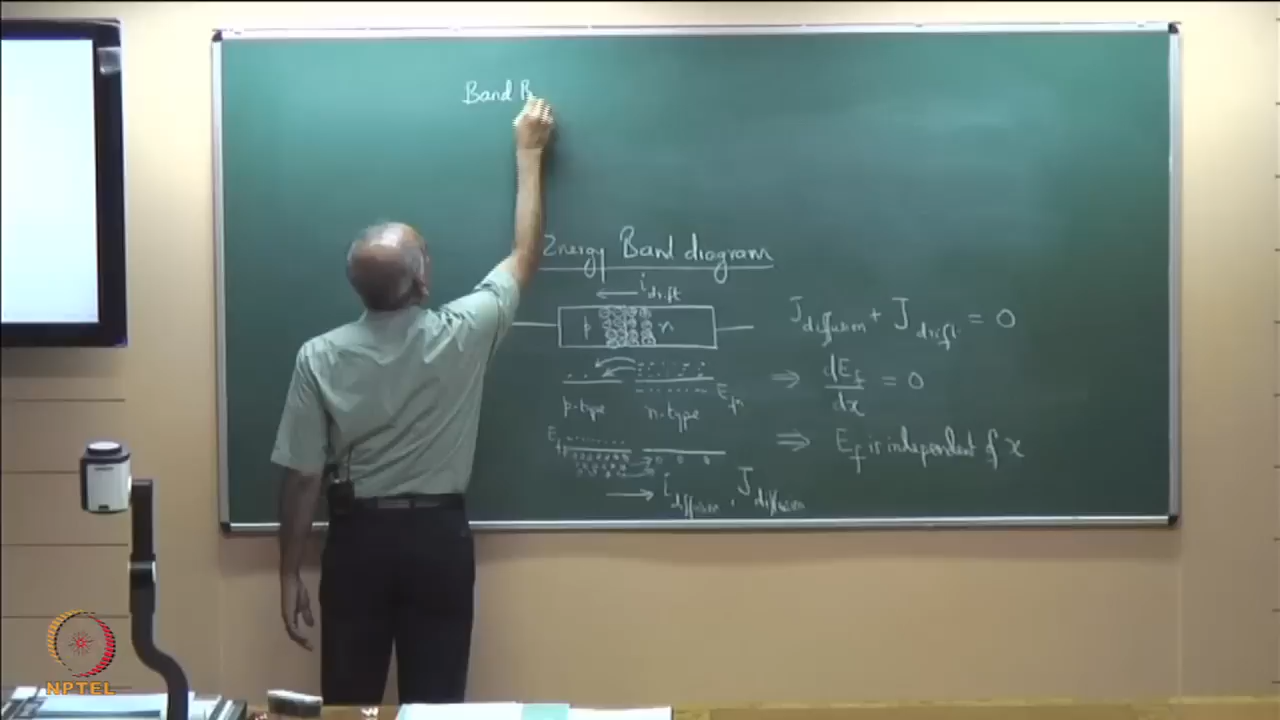 Band B
Energy Band diagram
i drift
p n
J diffusion + J drift = 0
⇒ dE_f/dx = 0
E_fn
p-type n-type
E_f
⇒ E_f is independent of x
→ i diffusion, J diffusion
NPTEL